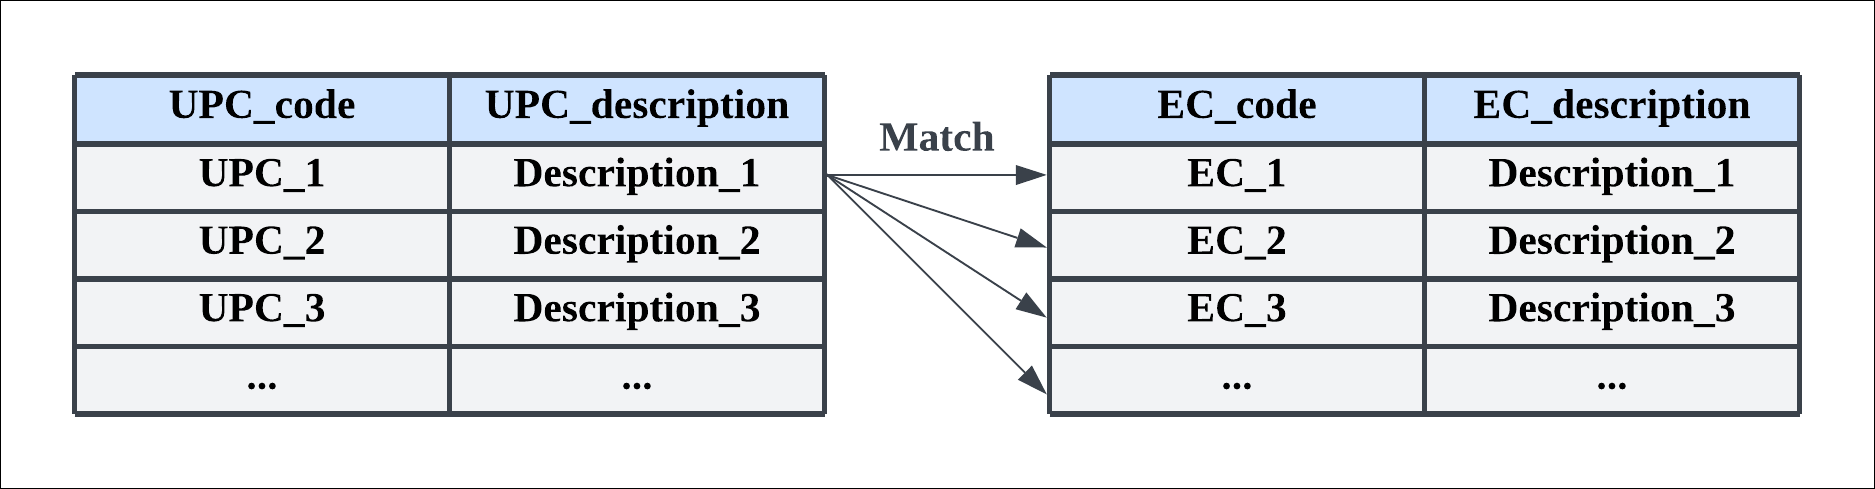 UPC_code UPC_description
UPC_1 Description_1
UPC_2 Description_2
UPC_3 Description_3
... ...
Match
EC_code EC_description
EC_1 Description_1
EC_2 Description_2
EC_3 Description_3
... ...